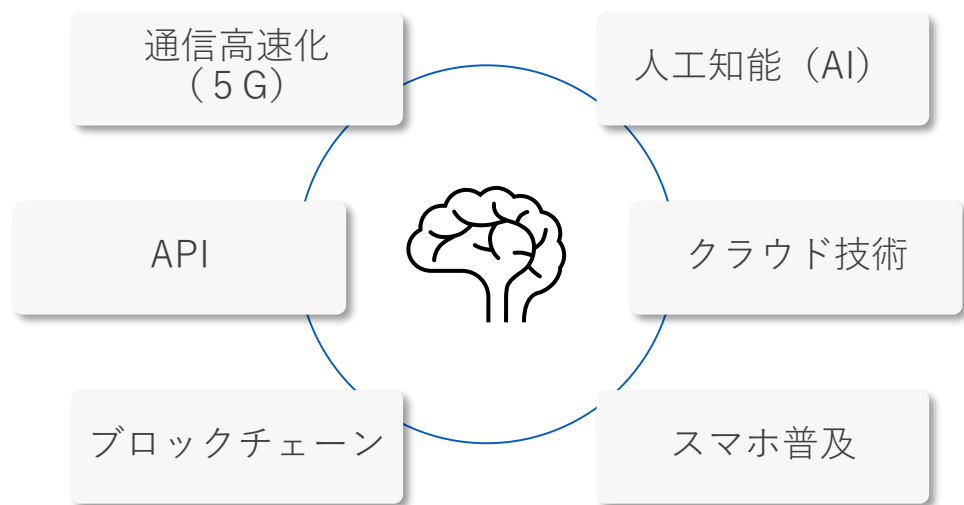 通信高速化
（５G）
人工知能（AI）
API
クラウド技術
ブロックチェーン
スマホ普及